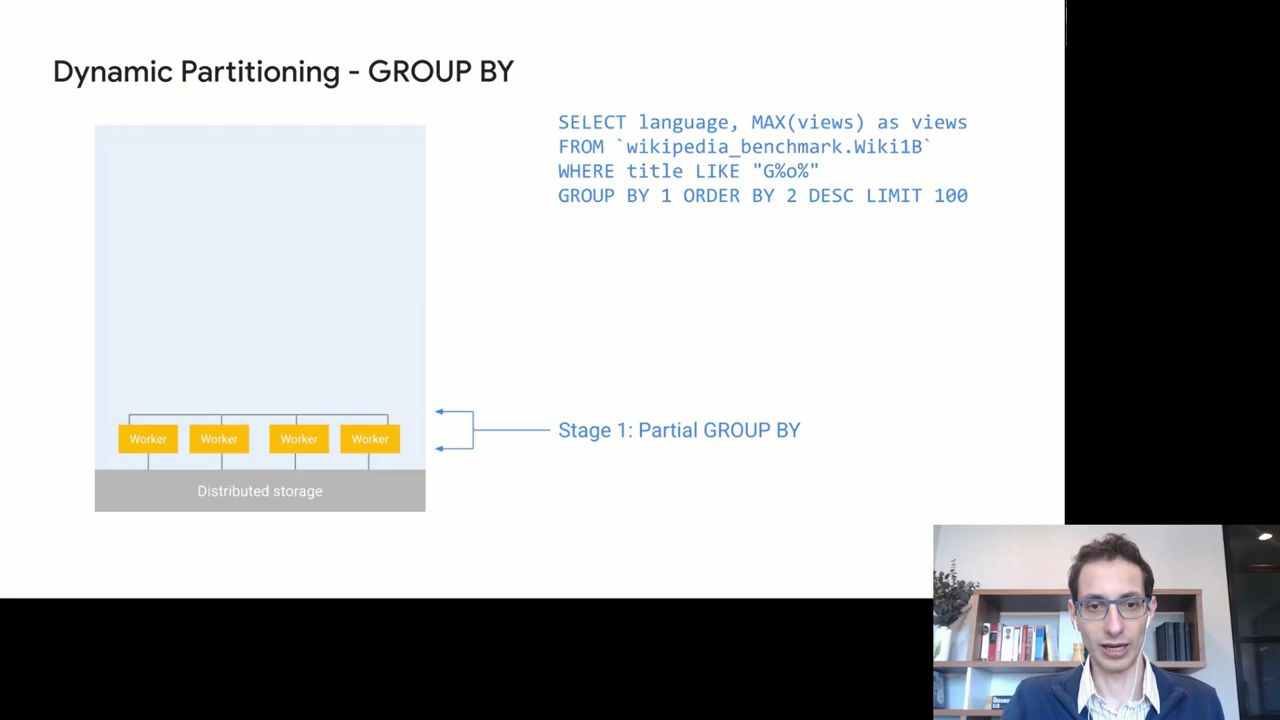 Dynamic Partitioning - GROUP BY
SELECT language, MAX(views) as views
FROM `wikipedia_benchmark.Wiki1B`
WHERE title LIKE "G%o%"
GROUP BY 1 ORDER BY 2 DESC LIMIT 100
Worker
Worker
Worker
Worker
Stage 1: Partial GROUP BY
Distributed storage